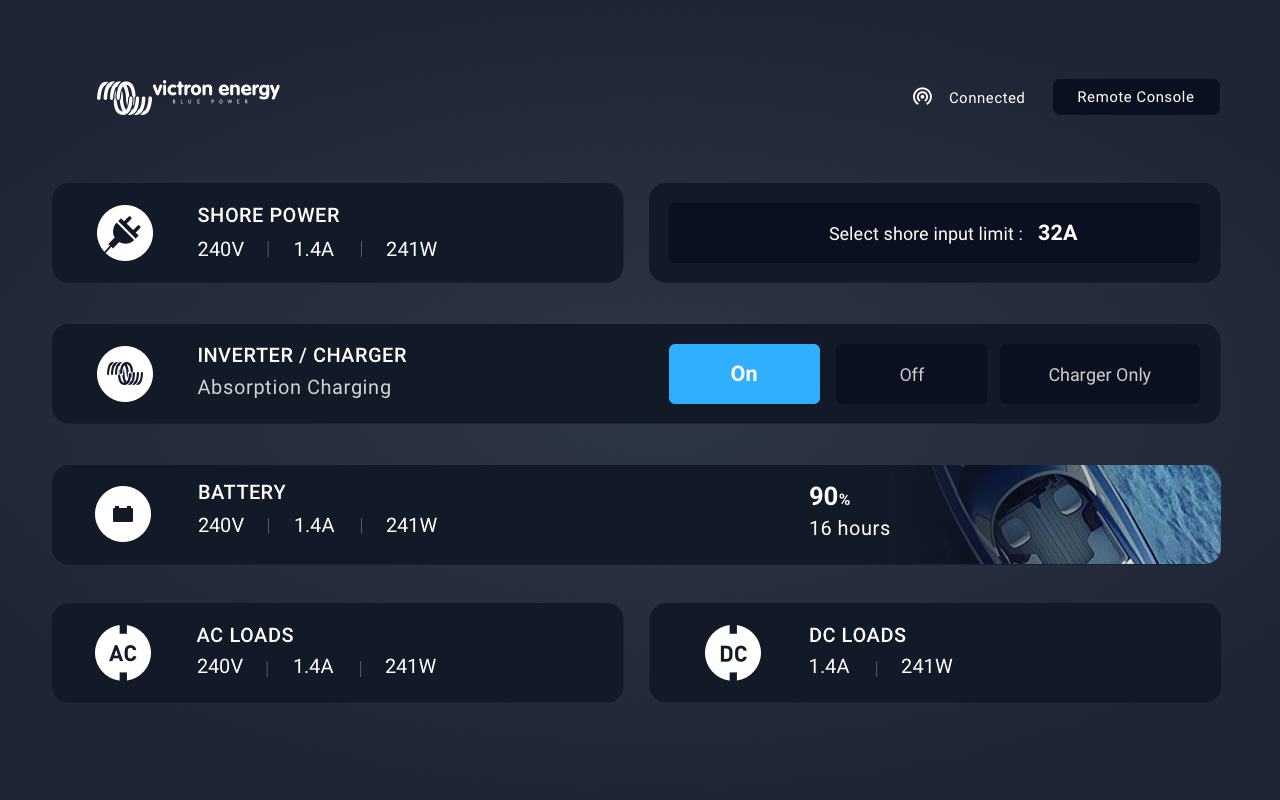 victron energy
BLUE POWER
Connected
Remote Console
SHORE POWER
240V | 1.4A | 241W
Select shore input limit : 32A
INVERTER / CHARGER
Absorption Charging
On
Off
Charger Only
BATTERY
240V | 1.4A | 241W
90%
16 hours
AC
AC LOADS
240V | 1.4A | 241W
DC
DC LOADS
1.4A | 241W